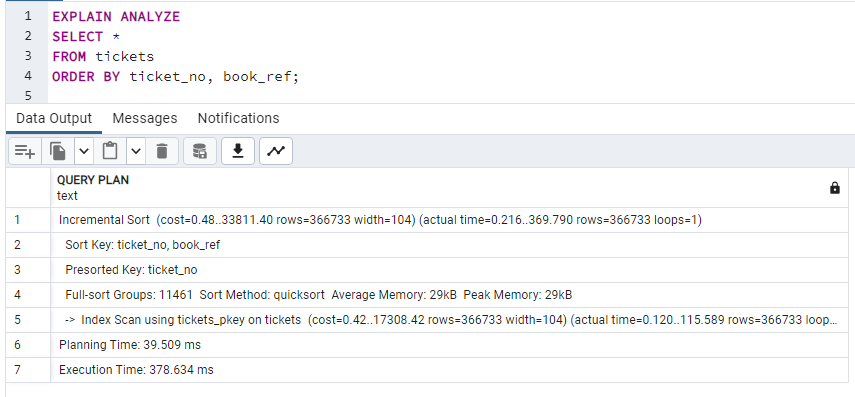 1 EXPLAIN ANALYZE
2 SELECT *
3 FROM tickets
4 ORDER BY ticket_no, book_ref;
5
Data Output Messages Notifications
QUERY PLAN
text
1 Incremental Sort (cost=0.48..33811.40 rows=366733 width=104) (actual time=0.216..369.790 rows=366733 loops=1)
2 Sort Key: ticket_no, book_ref
3 Presorted Key: ticket_no
4 Full-sort Groups: 11461 Sort Method: quicksort Average Memory: 29kB Peak Memory: 29kB
5 -> Index Scan using tickets_pkey on tickets (cost=0.42..17308.42 rows=366733 width=104) (actual time=0.120..115.589 rows=366733 loop...
6 Planning Time: 39.509 ms
7 Execution Time: 378.634 ms